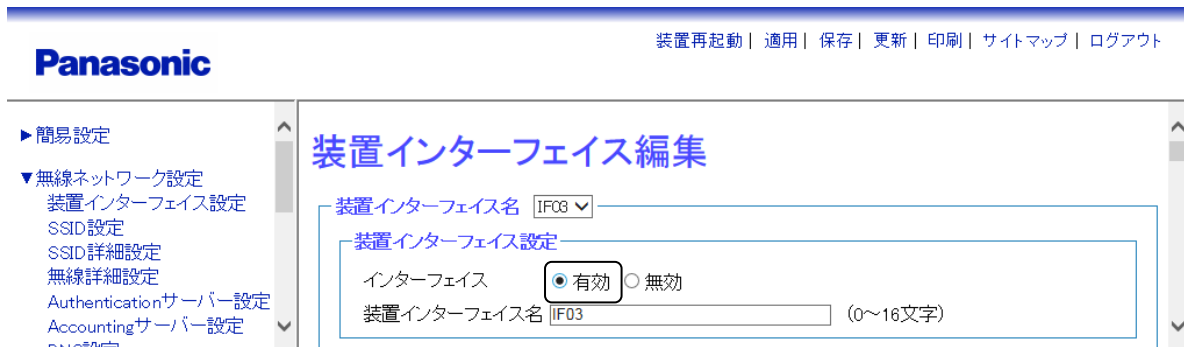 装置再起動| 適用| 保存| 更新| 印刷| サイトマップ| ログアウト
Panasonic
▶簡易設定
▼無線ネットワーク設定
装置インターフェイス設定
SSID設定
SSID詳細設定
無線詳細設定
Authenticationサーバー設定
Accountingサーバー設定
装置インターフェイス編集
装置インターフェイス名 IF03
装置インターフェイス設定
インターフェイス 有効 無効
装置インターフェイス名 IF03 (0～16文字)